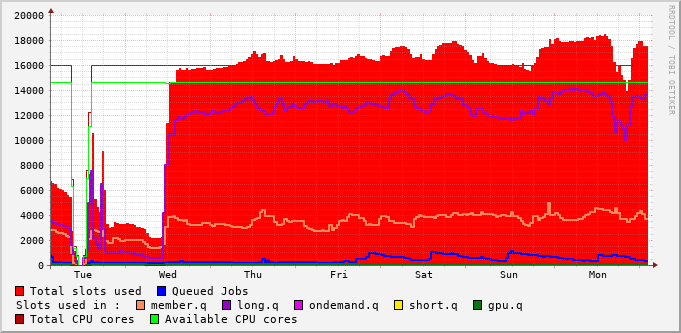 20000
18000
16000
14000
12000
10000
8000
6000
4000
2000
0
Tue Wed Thu Fri Sat Sun Mon
Total slots used Queued Jobs
Slots used in : member.q long.q ondemand.q short.q gpu.q
Total CPU cores Available CPU cores
RRDTOOL / TOBI OETIKER